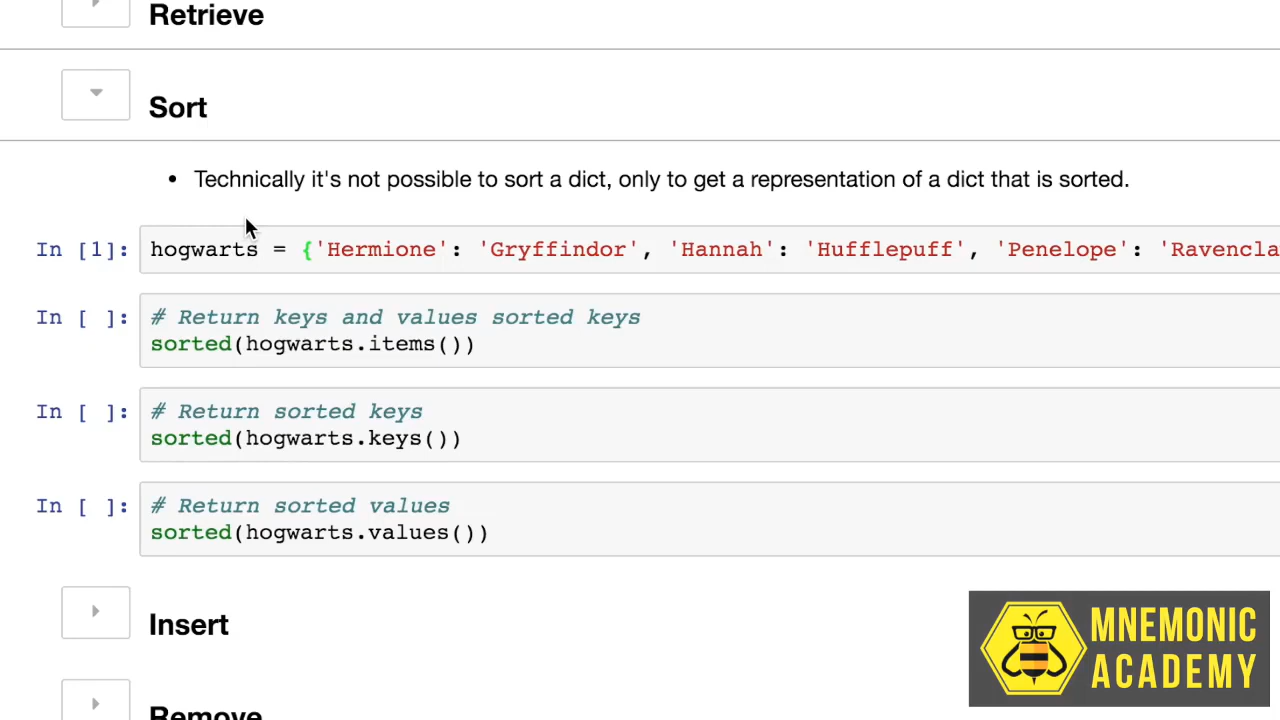 Retrieve
Sort
• Technically it's not possible to sort a dict, only to get a representation of a dict that is sorted.
In [1]: hogwarts = {'Hermione': 'Gryffindor', 'Hannah': 'Hufflepuff', 'Penelope': 'Ravencla
In [ ]: # Return keys and values sorted keys
sorted(hogwarts.items())
In [ ]: # Return sorted keys
sorted(hogwarts.keys())
In [ ]: # Return sorted values
sorted(hogwarts.values())
Insert
Remove
MNEMONIC
ACADEMY